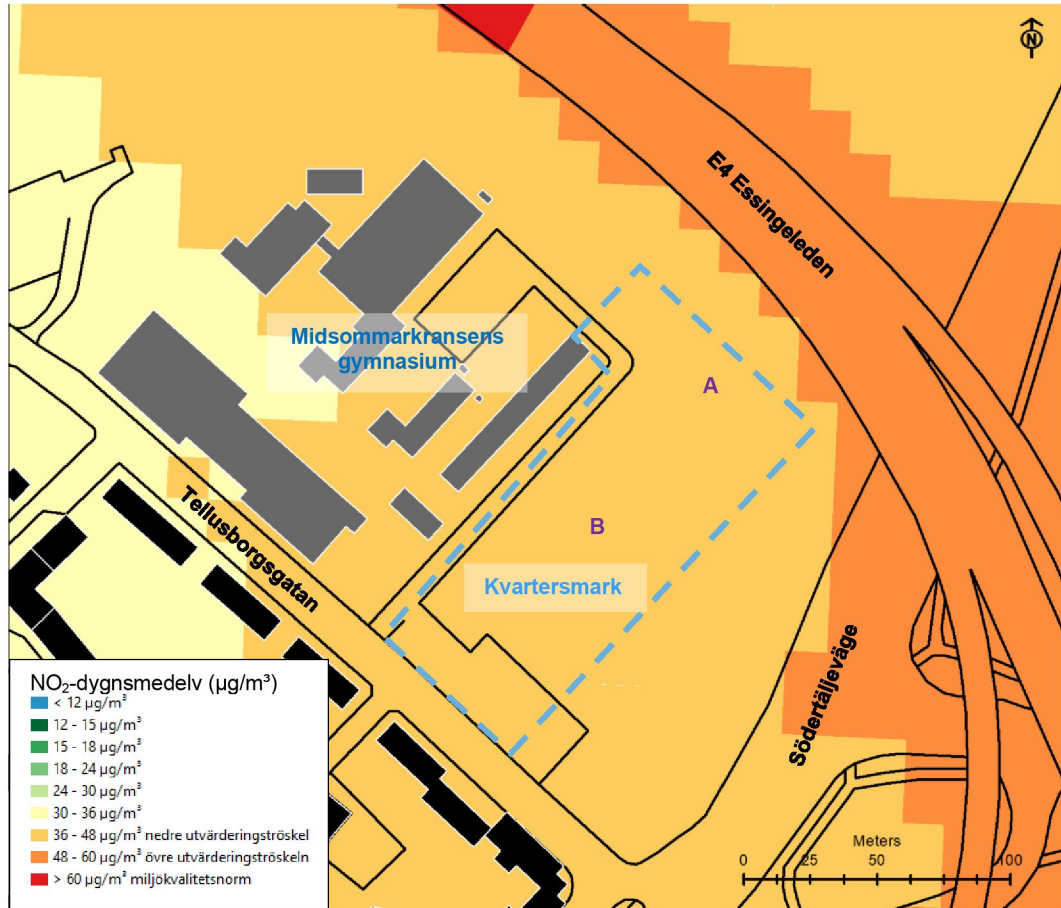 N
E4 Essingeleden
Midsommarkransens
gymnasium
A
B
Kvartersmark
Tellusborgsgatan
Södertäljeväge
NO₂-dygnsmedelv (µg/m³)
< 12 µg/m³
12 - 15 µg/m³
15 - 18 µg/m³
18 - 24 µg/m³
24 - 30 µg/m³
30 - 36 µg/m³
36 - 48 µg/m³ nedre utvärderingströskel
48 - 60 µg/m³ övre utvärderingströskeln
> 60 µg/m³ miljökvalitetsnorm
Meters
0 25 50 100